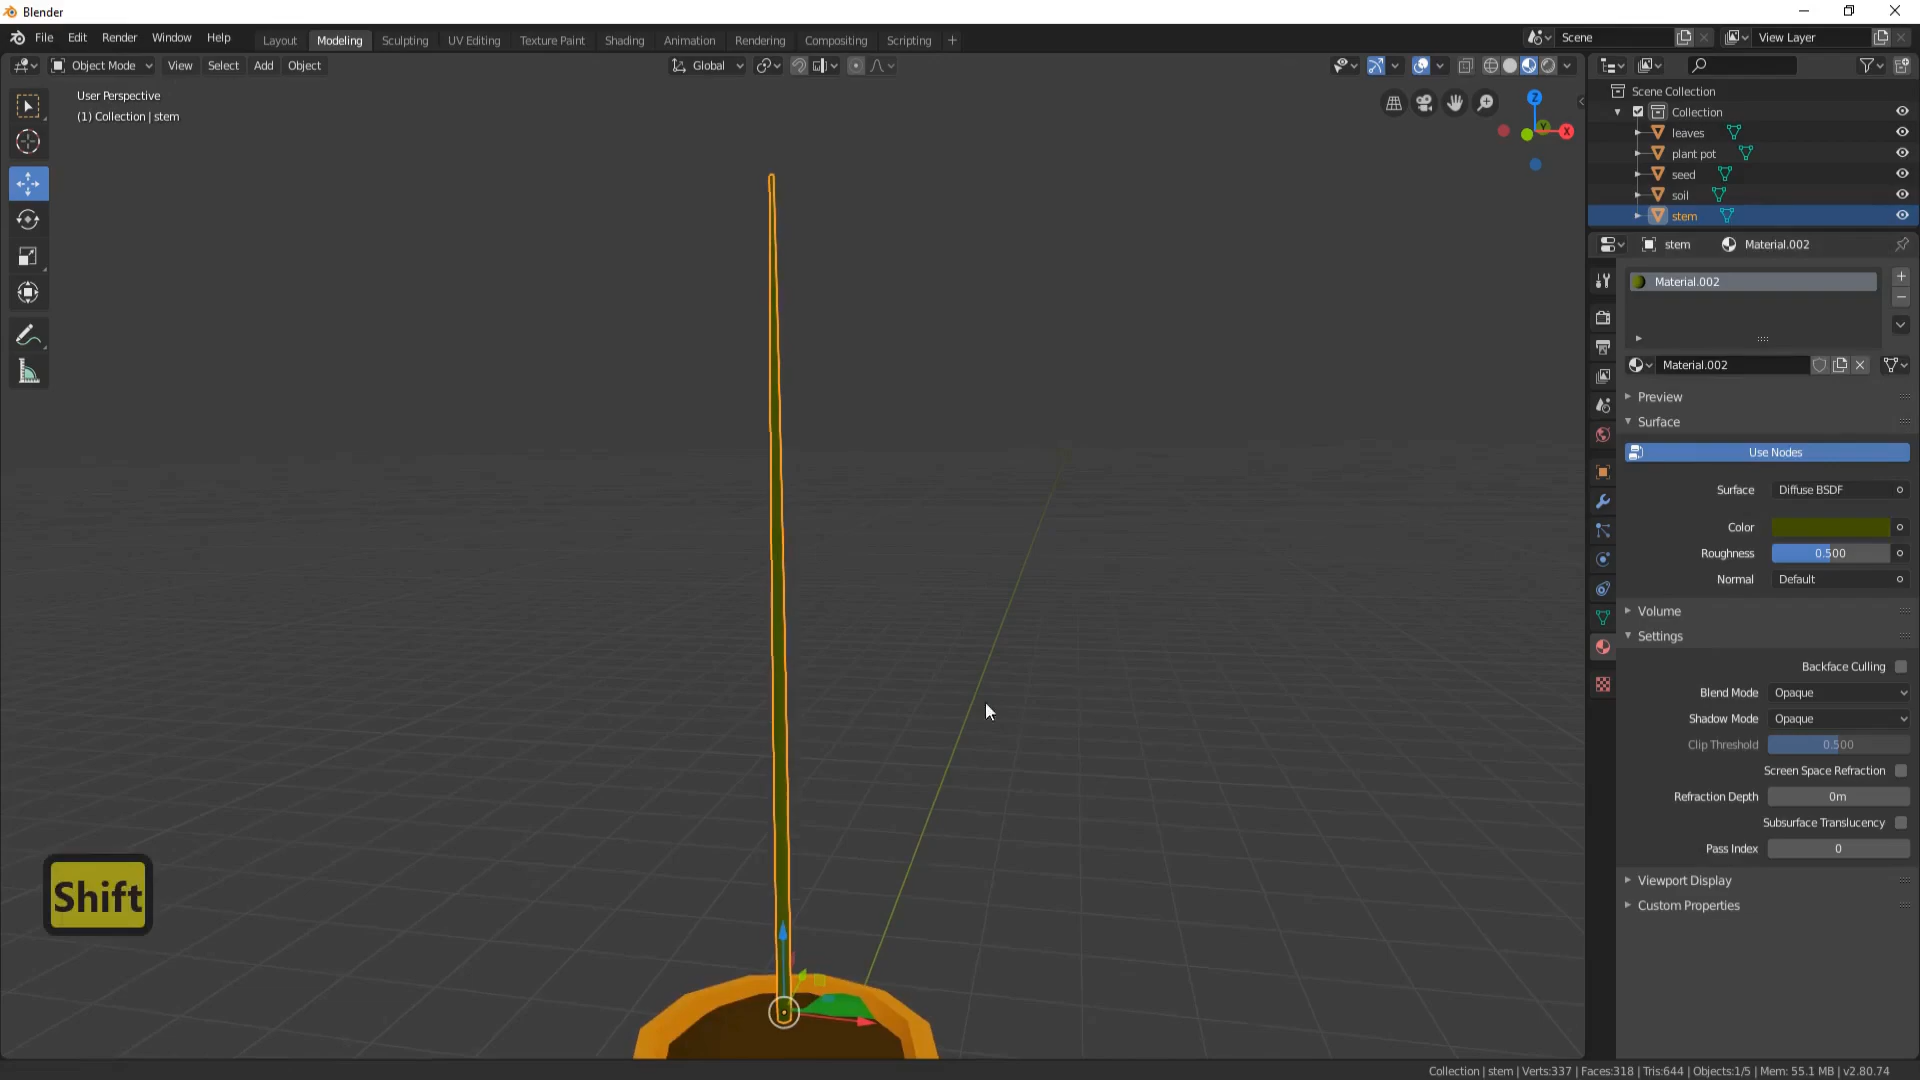 Blender
File Edit Render Window Help
Layout Modeling Sculpting UV Editing Texture Paint Shading Animation Rendering Compositing Scripting +
Scene
View Layer
Object Mode View Select Add Object
Global
User Perspective
(1) Collection | stem
Z
Y
X
Scene Collection
Collection
leaves
plant pot
seed
soil
stem
stem Material.002
Material.002
Material.002
Preview
Surface
Use Nodes
Surface Diffuse BSDF
Color
Roughness 0.500
Normal Default
Volume
Settings
Backface Culling
Blend Mode Opaque
Shadow Mode Opaque
Clip Threshold 0.500
Screen Space Refraction
Refraction Depth 0m
Subsurface Translucency
Pass Index 0
Viewport Display
Custom Properties
Shift
Collection | stem | Verts:337 | Faces:318 | Tris:644 | Objects:1/5 | Mem: 55.1 MB | v2.80.74